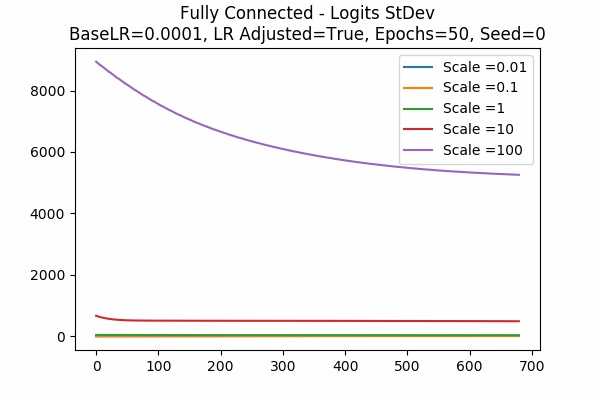 Fully Connected - Logits StDev
BaseLR=0.0001, LR Adjusted=True, Epochs=50, Seed=0
Scale =0.01
Scale =0.1
Scale =1
Scale =10
Scale =100
8000
6000
4000
2000
0
0 100 200 300 400 500 600 700